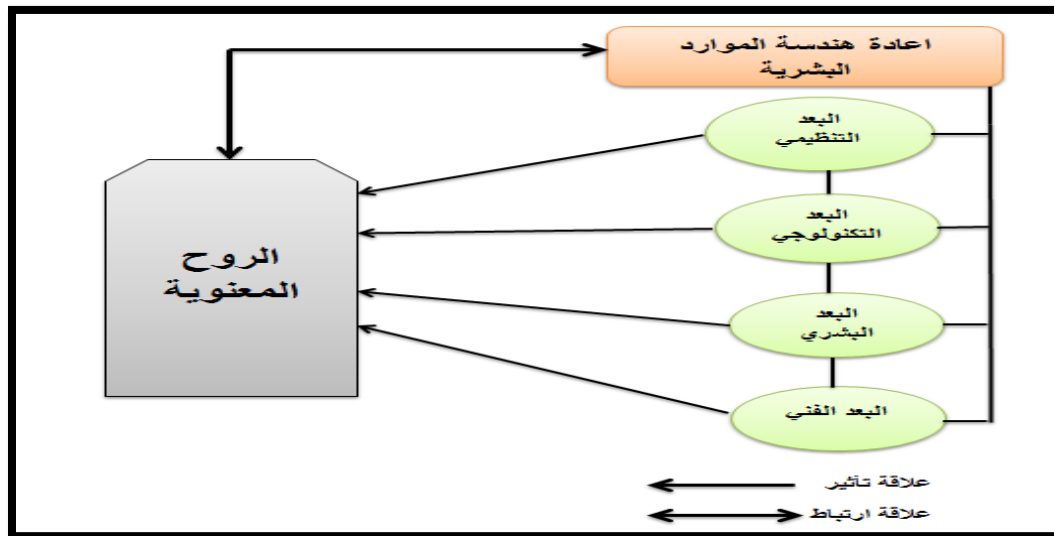 اعادة هندسة الموارد
البشرية
البعد
التنظيمي
البعد
التكنولوجي
البعد
البشري
البعد الفني
الروح
المعنوية
علاقة تأثير
علاقة ارتباط